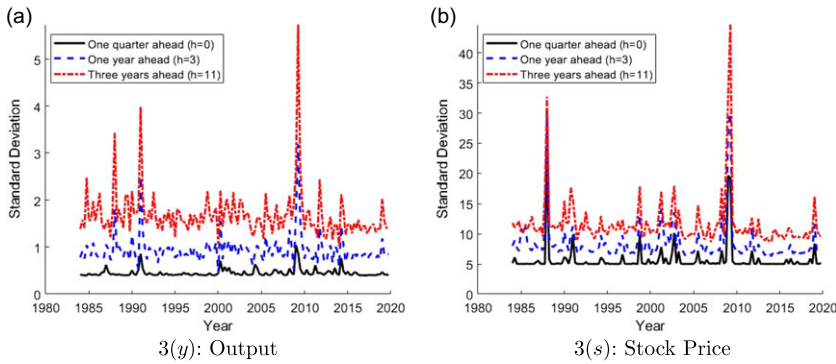 (a)
One quarter ahead (h=0)
One year ahead (h=3)
Three years ahead (h=11)
Standard Deviation
5
4
3
2
1
0
1980 1985 1990 1995 2000 2005 2010 2015 2020
Year
3(y): Output
(b)
One quarter ahead (h=0)
One year ahead (h=3)
Three years ahead (h=11)
Standard Deviation
40
35
30
25
20
15
10
5
0
1980 1985 1990 1995 2000 2005 2010 2015 2020
Year
3(s): Stock Price